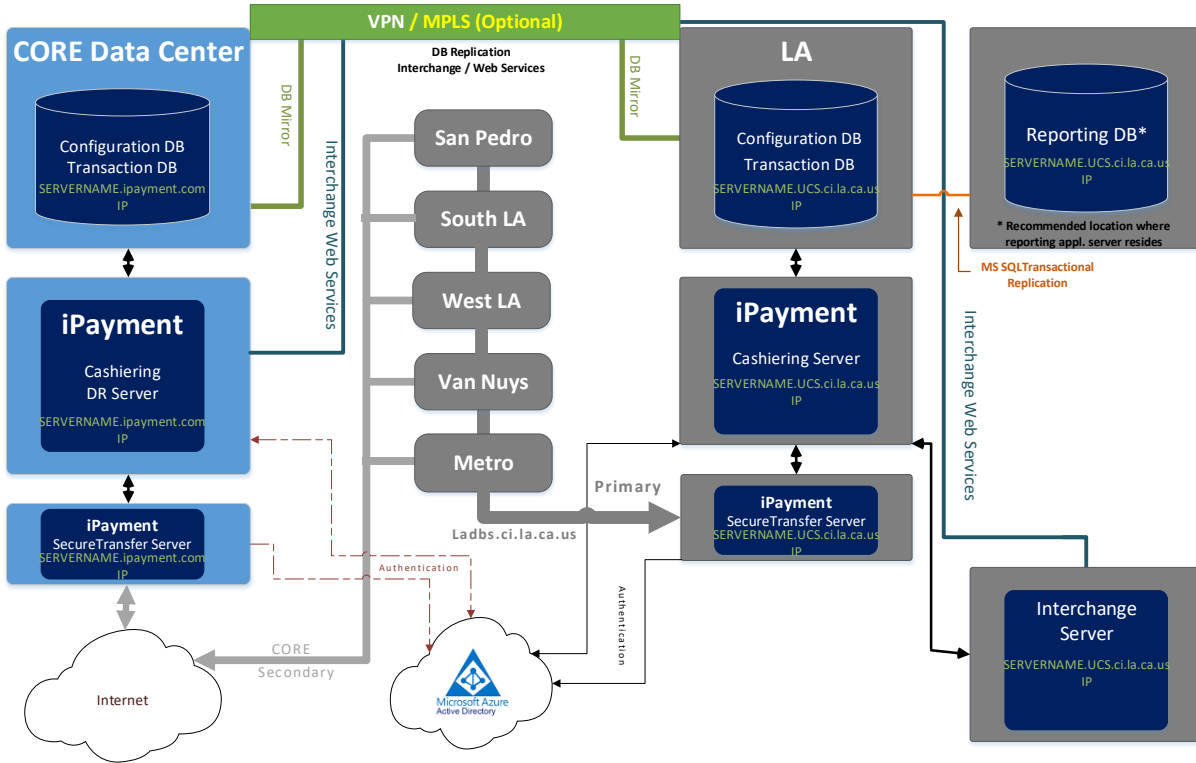 VPN / MPLS (Optional)
CORE Data Center
Configuration DB
Transaction DB
SERVERNAME.ipayment.com
IP
DB Mirror
Interchange Web Services
DB Replication
Interchange / Web Services
DB Mirror
LA
Configuration DB
Transaction DB
SERVERNAME.UCS.ci.la.ca.us
IP
Reporting DB*
SERVERNAME.UCS.ci.la.ca.us
IP
* Recommended location where
reporting appl. server resides
MS SQLTransactional
Replication
San Pedro
South LA
West LA
Van Nuys
Metro
iPayment
Cashiering
DR Server
SERVERNAME.ipayment.com
IP
iPayment
Cashiering Server
SERVERNAME.UCS.ci.la.ca.us
IP
Interchange Web Services
iPayment
SecureTransfer Server
SERVERNAME.ipayment.com
IP
Primary
Ladbs.ci.la.ca.us
iPayment
SecureTransfer Server
SERVERNAME.UCS.ci.la.ca.us
IP
Authentication
Authentication
CORE
Secondary
Internet
Microsoft Azure
Active Directory
Interchange
Server
SERVERNAME.UCS.ci.la.ca.us
IP